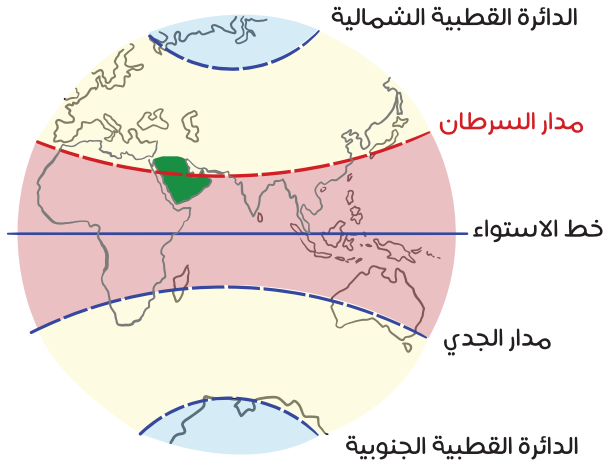 الدائرة القطبية الشمالية
مدار السرطان
خط الاستواء
مدار الجدي
الدائرة القطبية الجنوبية